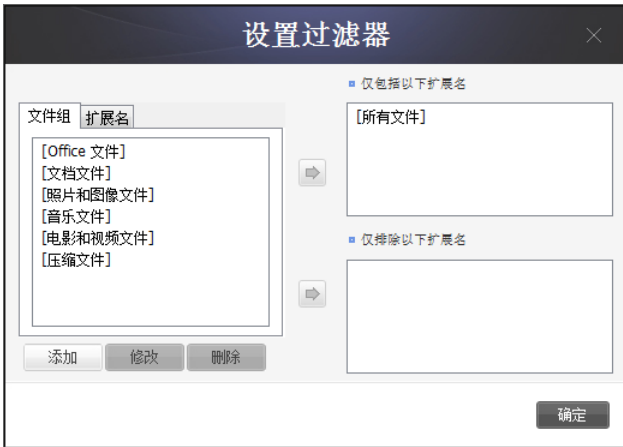 设置过滤器
仅包括以下扩展名
文件组 扩展名
[所有文件]
[Office 文件]
[文档文件]
[照片和图像文件]
[音乐文件]
[电影和视频文件]
[压缩文件]
仅排除以下扩展名
添加 修改 删除
确定